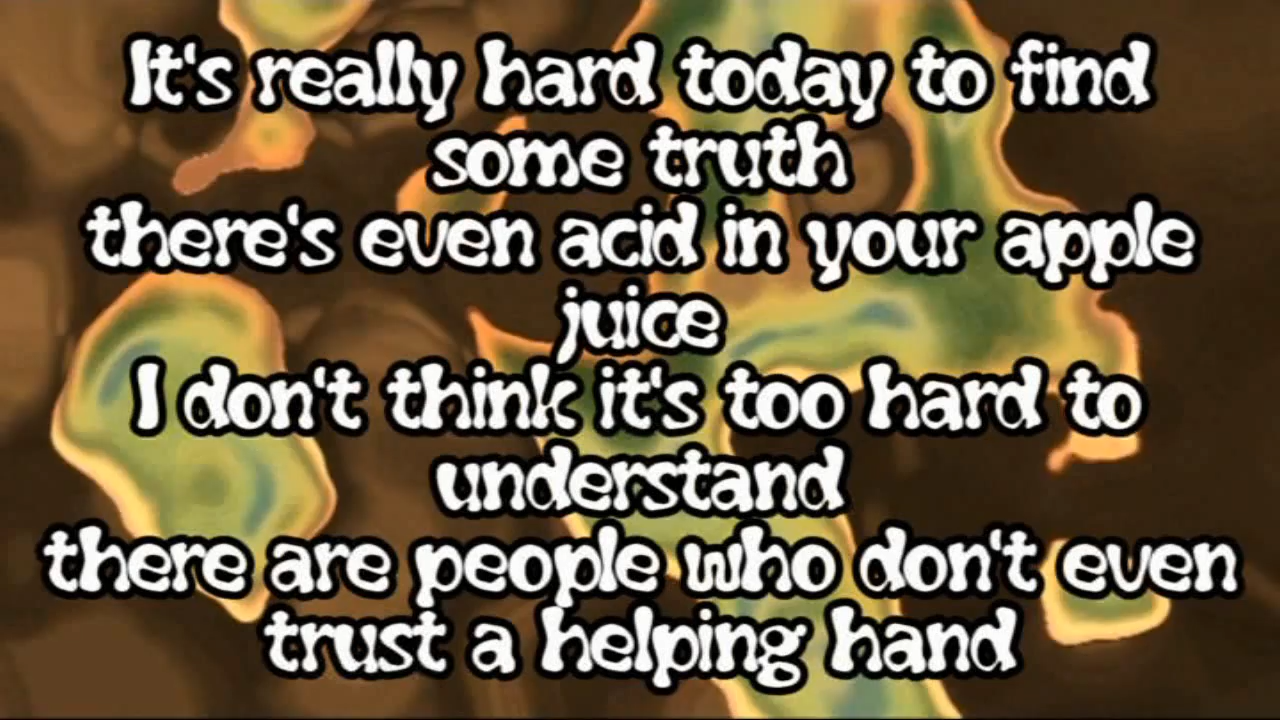 It's really hard today to find
some truth
there's even acid in your apple
juice
I don't think it's too hard to
understand
there are people who don't even
trust a helping hand